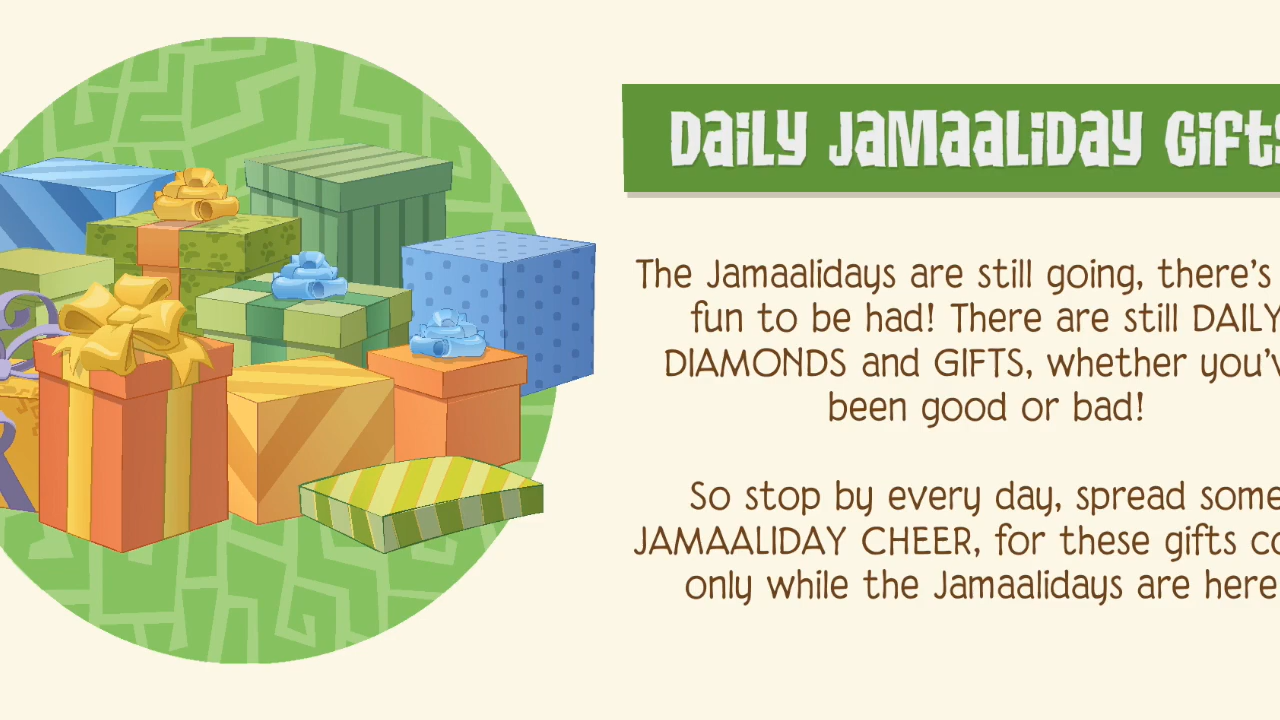 Daily Jamaaliday Gifts
The Jamaalidays are still going, there's
fun to be had! There are still DAILY
DIAMONDS and GIFTS, whether you'v
been good or bad!
So stop by every day, spread some
JAMAALIDAY CHEER, for these gifts co
only while the Jamaalidays are here